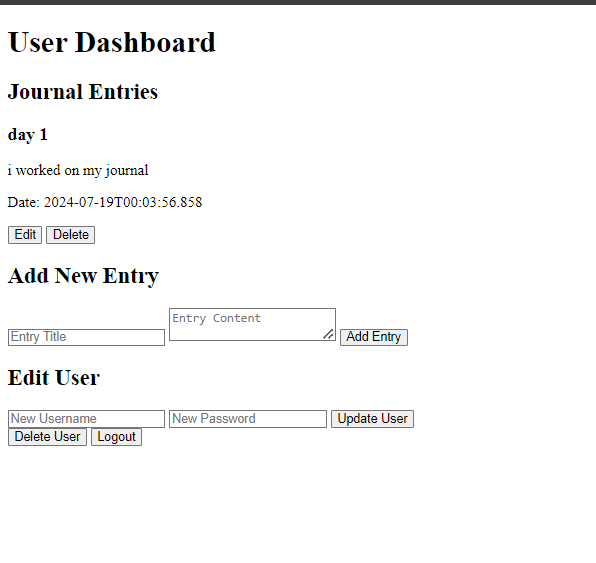 User Dashboard
Journal Entries
day 1
i worked on my journal
Date: 2024-07-19T00:03:56.858
Edit Delete
Add New Entry
Entry Title Entry Content Add Entry
Edit User
New Username New Password Update User
Delete User Logout